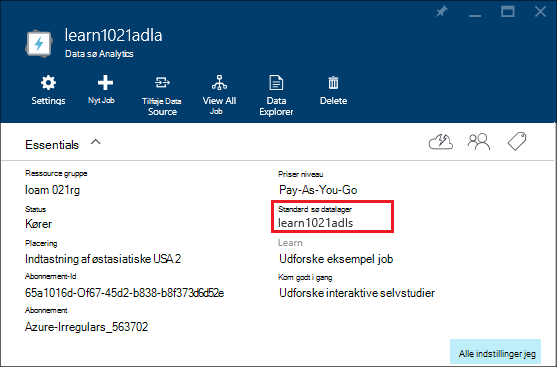 learn1021adla
Data sø Analytics
Settings
Nyt Job
Tilføje Data
Source
View All
Job
Data
Explorer
Delete
Essentials
Ressource gruppe
loam 021rg
Status
Kører
Placering
Indtastning af østasiatiske USA 2
Abonnement-Id
65a1016d-Of67-45d2-b838-b8f373d6d52e
Abonnement
Azure-Irregulars_563702
Priser niveau
Pay-As-You-Go
Standard sø datalager
learn1021adls
Learn
Udforske eksempel job
Kom godt i gang
Udforske interaktive selvstudier
Alle indstillinger jeg